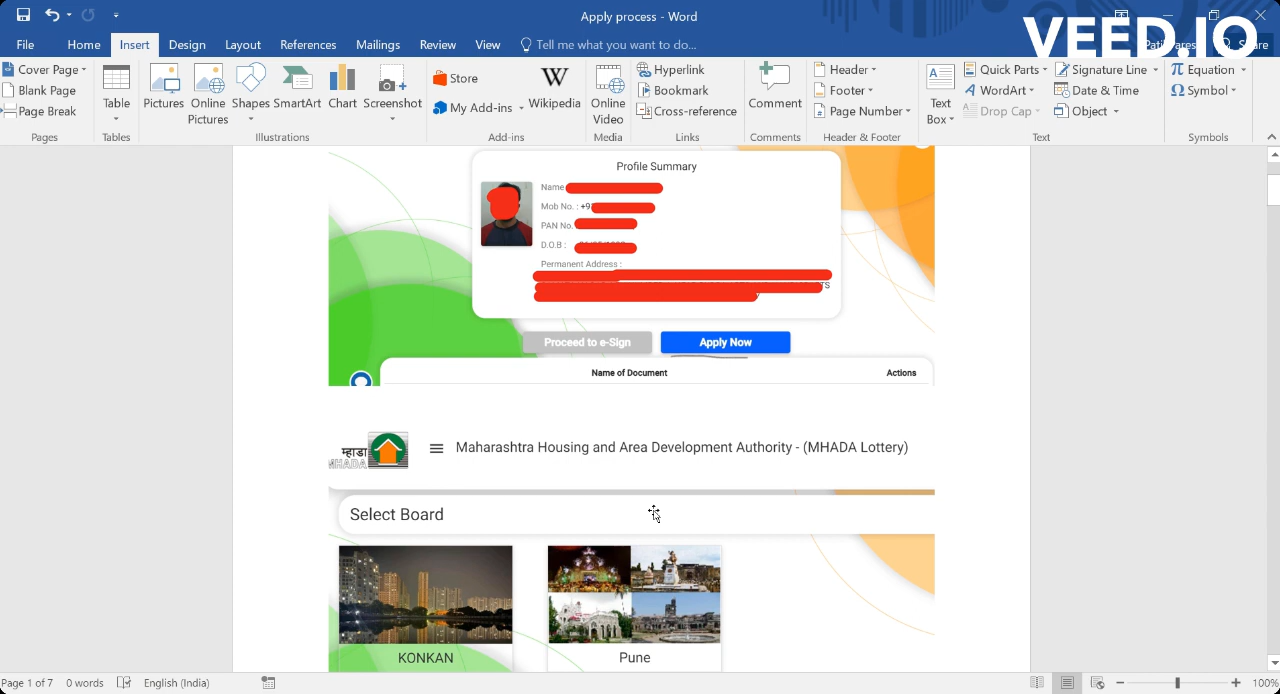 Apply process - Word
VEED.IO
File Home Insert Design Layout References Mailings Review View Tell me what you want to do... Share
Cover Page
Blank Page
Page Break
Pages
Table
Tables
Pictures
Online Pictures
Shapes
SmartArt
Chart
Screenshot
Illustrations
Store
My Add-ins
Wikipedia
Add-ins
Online Video
Media
Hyperlink
Bookmark
Cross-reference
Links
Comment
Comments
Header
Footer
Page Number
Header & Footer
Text Box
Quick Parts
WordArt
Drop Cap
Signature Line
Date & Time
Object
Text
Equation
Symbol
Symbols
Profile Summary
Name
Mob No. : +9
PAN No.
D.O.B :
Permanent Address :
TS
Proceed to e-Sign Apply Now
Name of Document Actions
म्हाडा
MHADA
Maharashtra Housing and Area Development Authority - (MHADA Lottery)
Select Board
KONKAN Pune
Page 1 of 7 0 words English (India) 100%